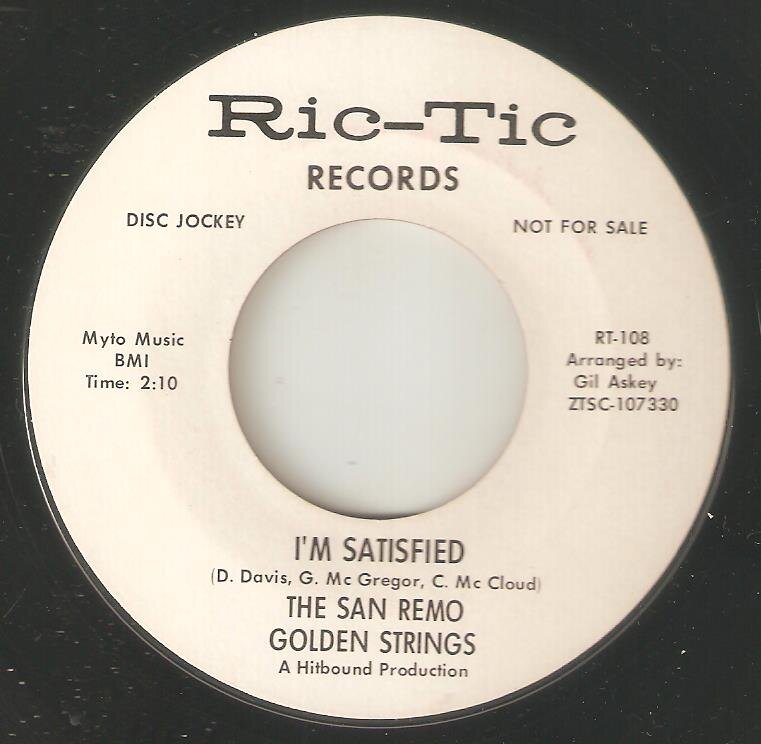 Ric-Tic
RECORDS
DISC JOCKEY
NOT FOR SALE
Myto Music
BMI
Time: 2:10
RT-108
Arranged by:
Gil Askey
ZTSC-107330
I'M SATISFIED
(D. Davis, G. Mc Gregor, C. Mc Cloud)
THE SAN REMO
GOLDEN STRINGS
A Hitbound Production